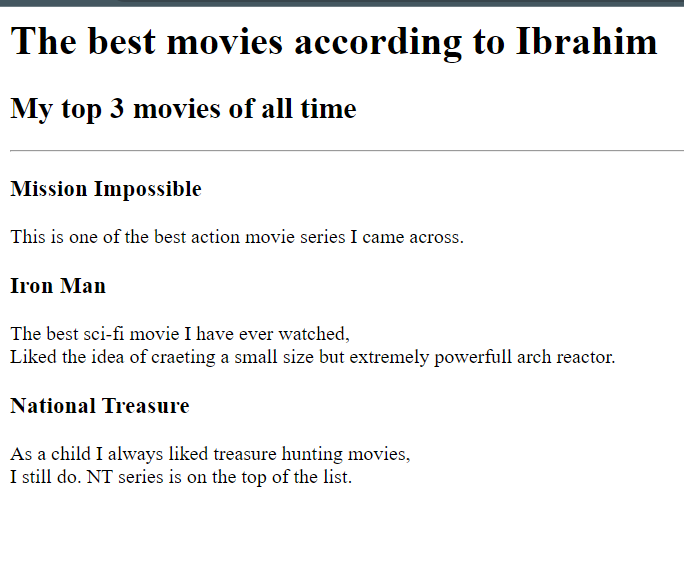 The best movies according to Ibrahim
My top 3 movies of all time
Mission Impossible
This is one of the best action movie series I came across.
Iron Man
The best sci-fi movie I have ever watched,
Liked the idea of craeting a small size but extremely powerfull arch reactor.
National Treasure
As a child I always liked treasure hunting movies,
I still do. NT series is on the top of the list.